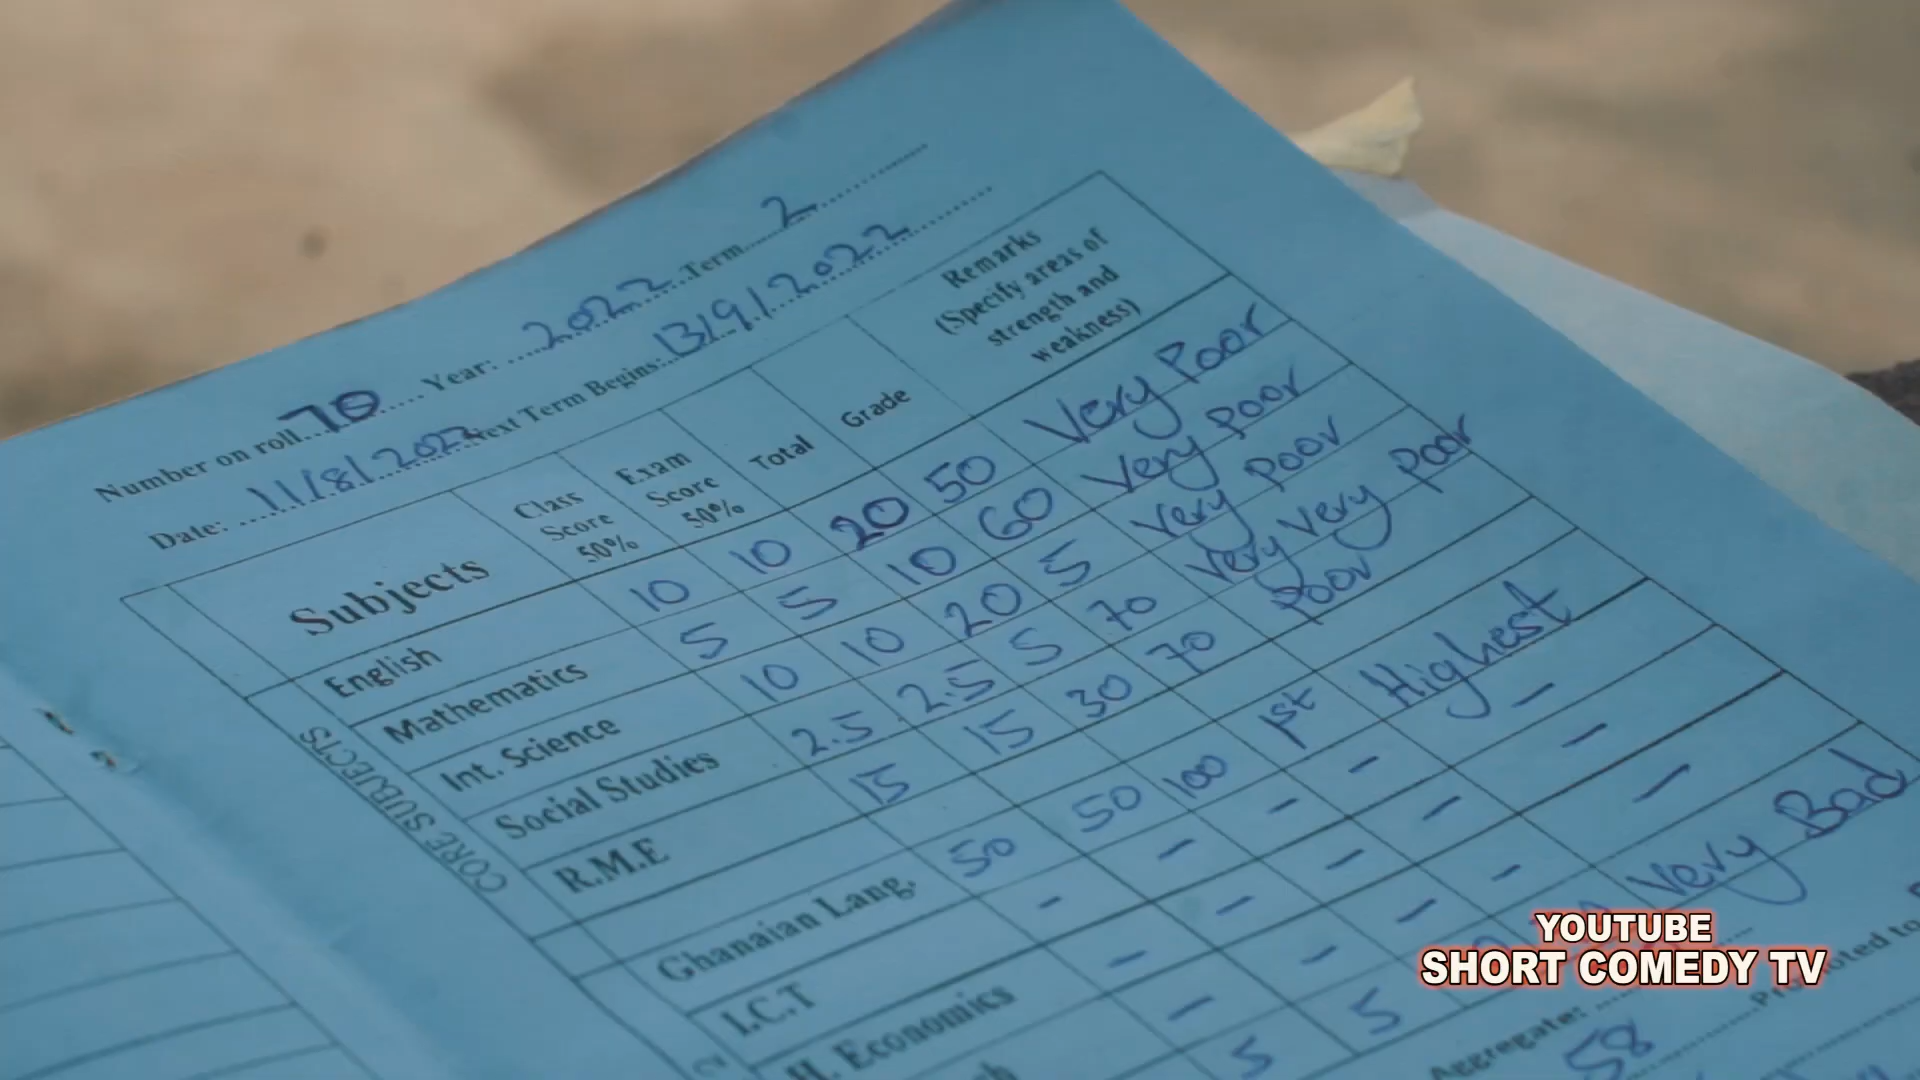 Number on roll..70..... Year: ....2022....Term....2..........
Date: ...11/8/2022 Next Term Begins: 13/9/2022..........
Subjects Class Score 50% Exam Score 50% Total Grade Remarks (Specify areas of strength and weakness)
CORE SUBJECTS
English 10 10 20 50 Very Poor
Mathematics 5 5 10 60 Very Poor
Int. Science 10 10 20 5 Very Poor
Social Studies 2.5 2.5 5 70 Very Very Poor
R.M.E 15 15 30 70 Poor
Ghanaian Lang. 50 50 100 1st Highest
I.C.T - - - - -
H. Economics - - - - -
- - - - -
5 5 Very Bad
Aggregate: 58
Promoted to
YOUTUBE
SHORT COMEDY TV